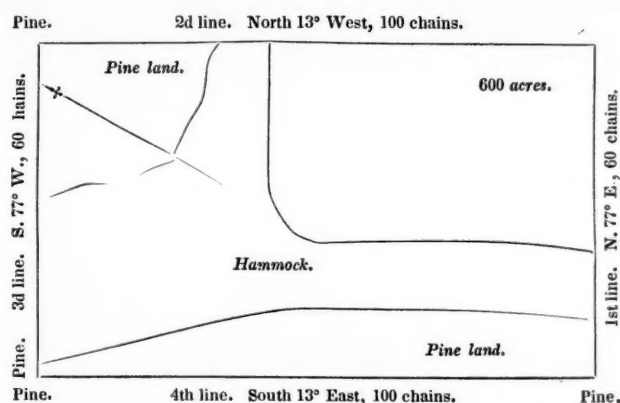 Pine. 2d line. North 13° West, 100 chains.
Pine land.
600 acres.
Pine. 3d line. S. 77° W., 60 hains.
1st line. N. 77° E., 60 chains.
Hammock.
Pine land.
Pine. 4th line. South 13° East, 100 chains. Pine.